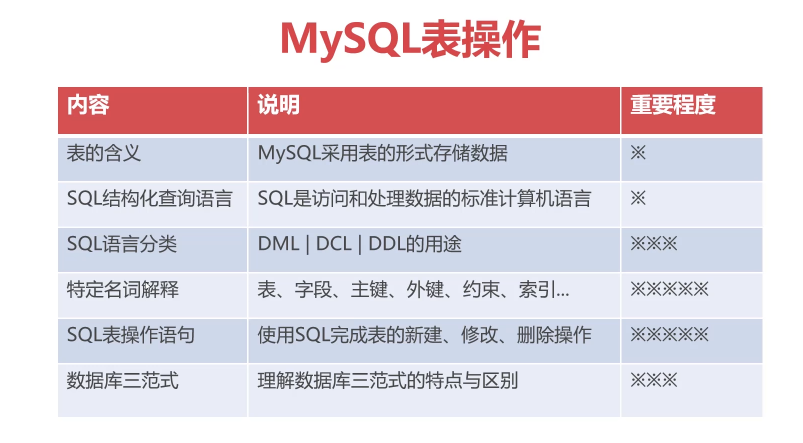 MySQL表操作
内容 说明 重要程度
表的含义 MySQL采用表的形式存储数据 ※
SQL结构化查询语言 SQL是访问和处理数据的标准计算机语言 ※
SQL语言分类 DML | DCL | DDL的用途 ※※※
特定名词解释 表、字段、主键、外键、约束、索引... ※※※※※
SQL表操作语句 使用SQL完成表的新建、修改、删除操作 ※※※※※
数据库三范式 理解数据库三范式的特点与区别 ※※※